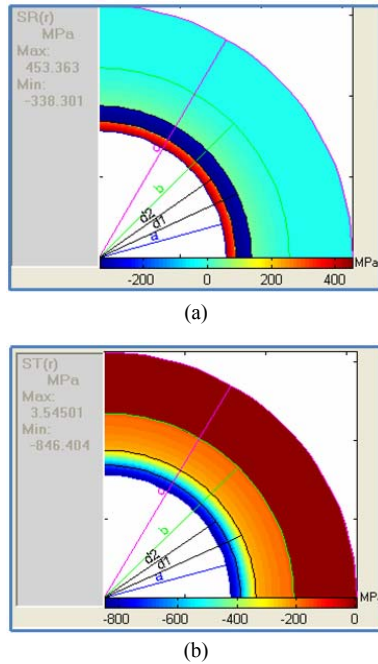 SR(r)
MPa
Max:
453.363
Min:
-338.301
c
b
d2
d1
a
-200 0 200 400 MPa
(a)
ST(r)
MPa
Max:
3.54501
Min:
-846.404
c
b
d2
d1
a
-800 -600 -400 -200 0 MPa
(b)